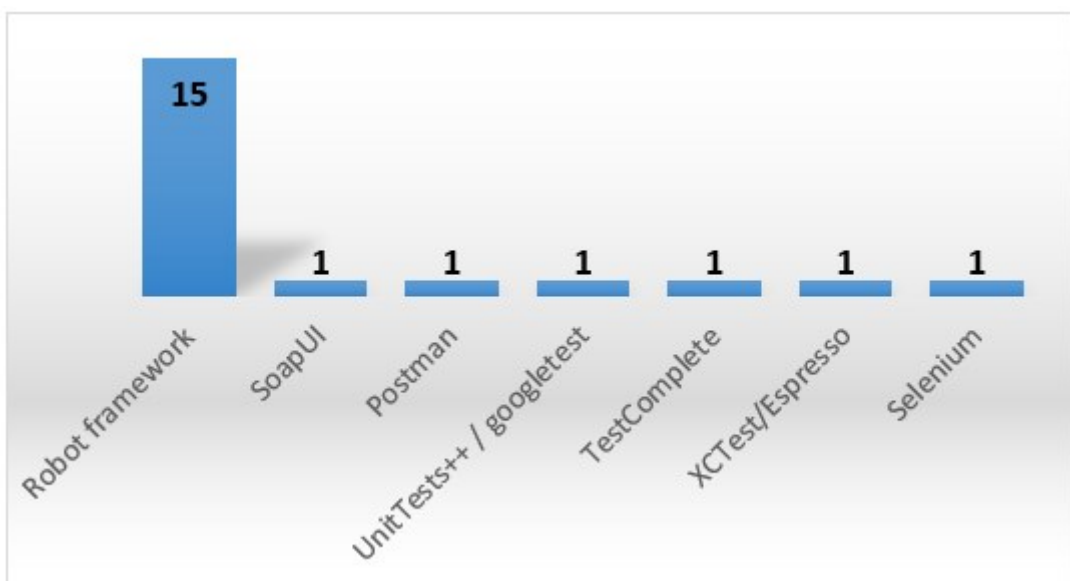 15
1
1
1
1
1
1
Robot framework
SoapUI
Postman
UnitTests++ / googletest
TestComplete
XCTest/Espresso
Selenium